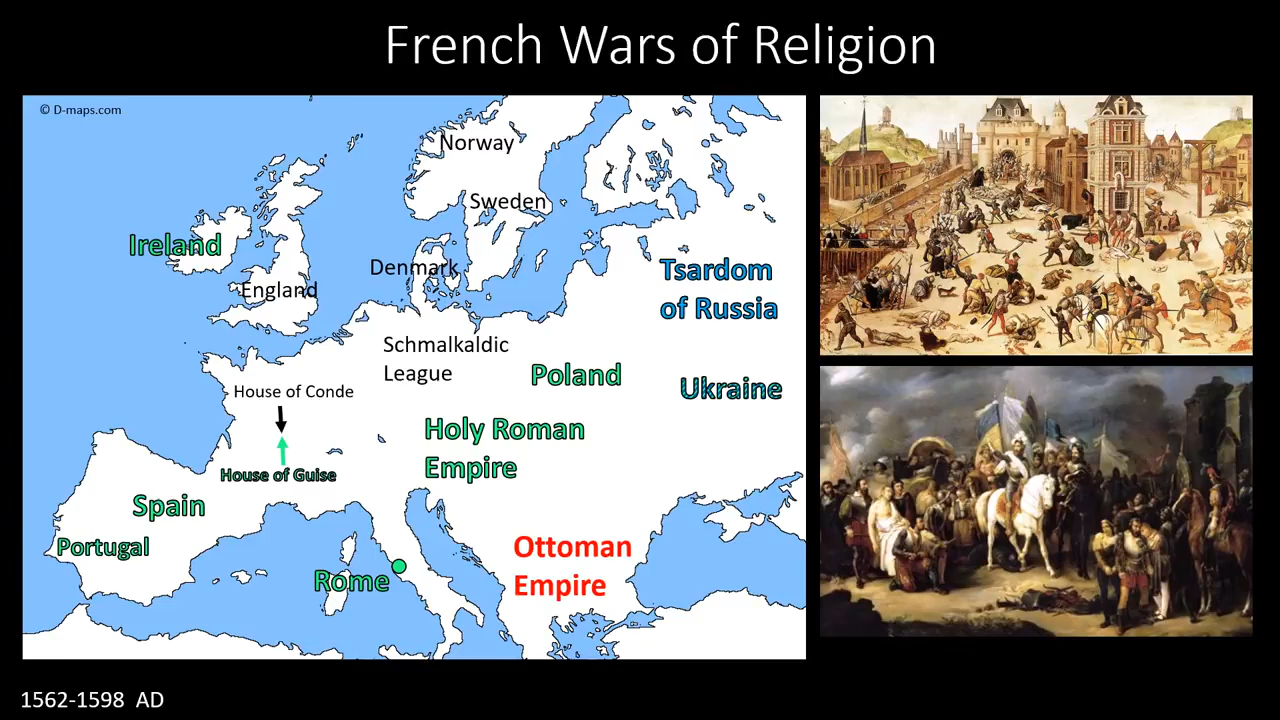 French Wars of Religion
© D-maps.com
Norway
Sweden
Ireland
Denmark
England
Tsardom
of Russia
Schmalkaldic
League
Poland
Ukraine
House of Conde
Holy Roman
Empire
House of Guise
Spain
Portugal
Ottoman
Empire
Rome
1562-1598 AD